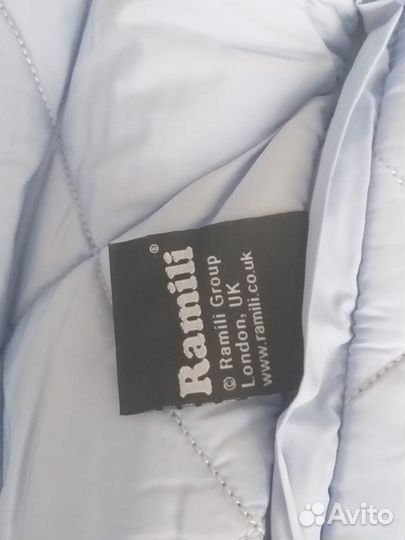 Ramili®
© Ramili Group
London, UK
www.ramili.co.uk
Avito